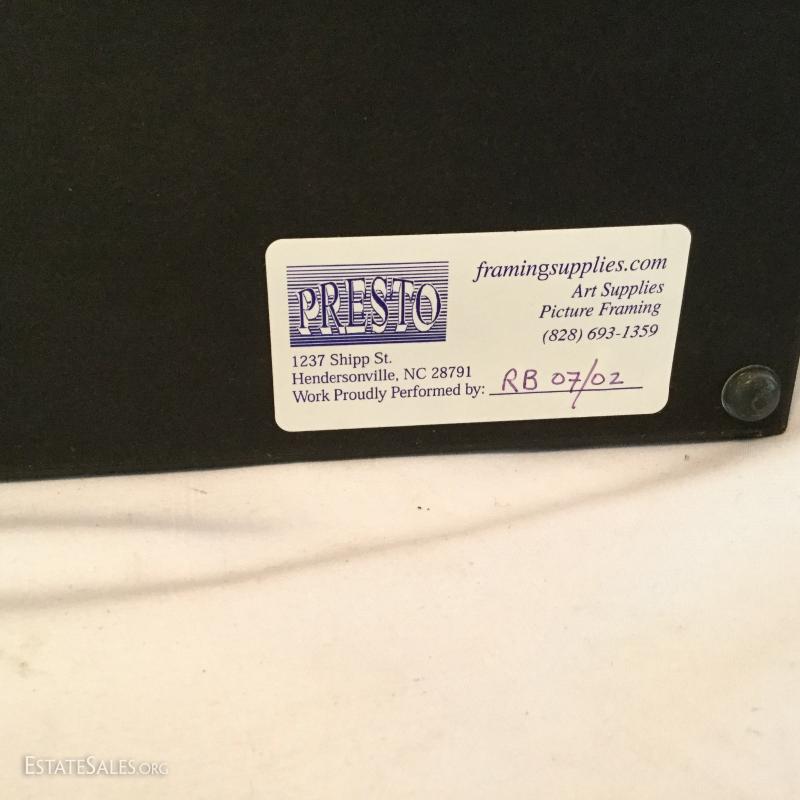 PRESTO
framingsupplies.com
Art Supplies
Picture Framing
(828) 693-1359
1237 Shipp St.
Hendersonville, NC 28791
Work Proudly Performed by: RB 07/02
ESTATESALES.ORG